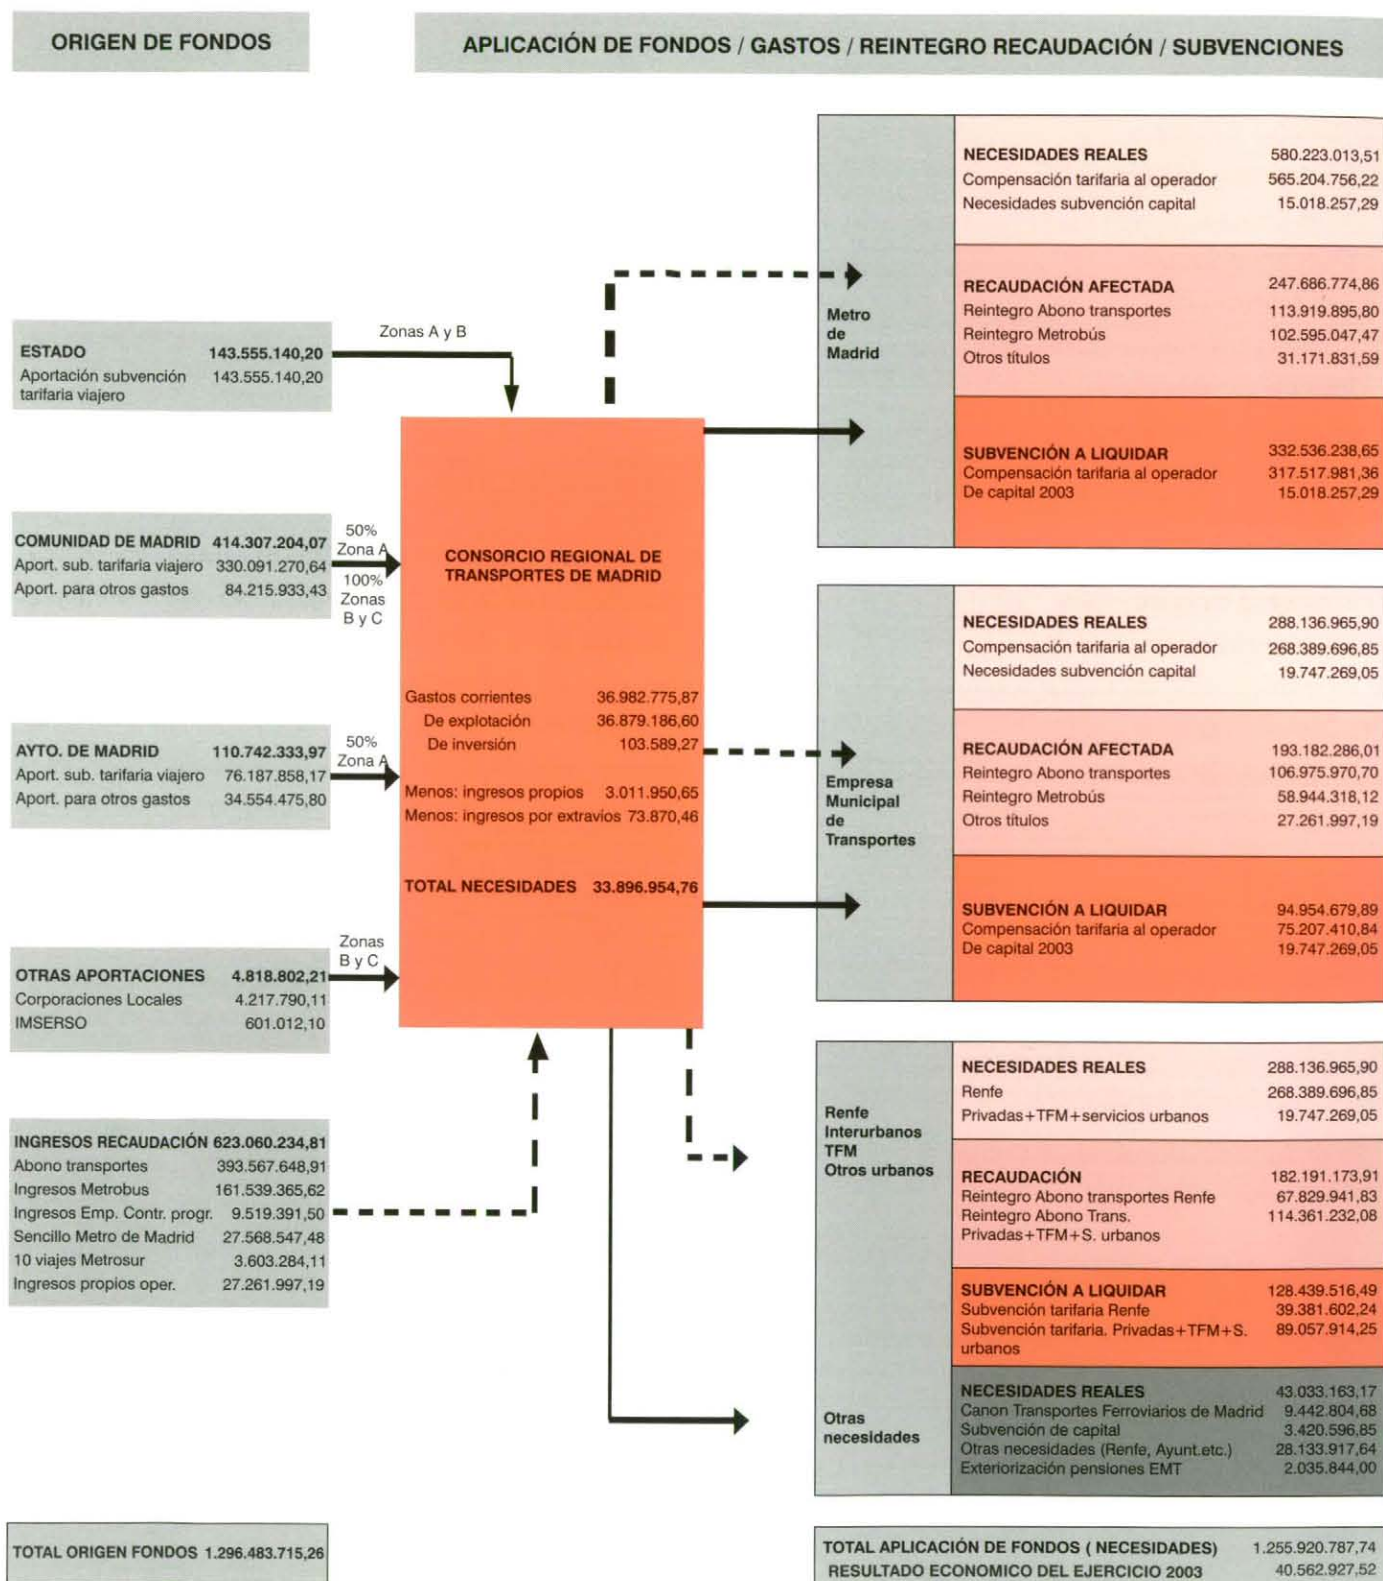 ORIGEN DE FONDOS
APLICACIÓN DE FONDOS / GASTOS / REINTEGRO RECAUDACIÓN / SUBVENCIONES
ESTADO 143.555.140,20
Aportación subvención 143.555.140,20
tarifaria viajero
Zonas A y B
COMUNIDAD DE MADRID 414.307.204,07
Aport. sub. tarifaria viajero 330.091.270,64
Aport. para otros gastos 84.215.933,43
50%
Zona A
100%
Zonas
B y C
AYTO. DE MADRID 110.742.333,97
Aport. sub. tarifaria viajero 76.187.858,17
Aport. para otros gastos 34.554.475,80
50%
Zona A
OTRAS APORTACIONES 4.818.802,21
Corporaciones Locales 4.217.790,11
IMSERSO 601.012,10
Zonas
B y C
INGRESOS RECAUDACIÓN 623.060.234,81
Abono transportes 393.567.648,91
Ingresos Metrobus 161.539.365,62
Ingresos Emp. Contr. progr. 9.519.391,50
Sencillo Metro de Madrid 27.568.547,48
10 viajes Metrosur 3.603.284,11
Ingresos propios oper. 27.261.997,19
TOTAL ORIGEN FONDOS 1.296.483.715,26
CONSORCIO REGIONAL DE
TRANSPORTES DE MADRID
Gastos corrientes 36.982.775,87
De explotación 36.879.186,60
De inversión 103.589,27
Menos: ingresos propios 3.011.950,65
Menos: ingresos por extravios 73.870,46
TOTAL NECESIDADES 33.896.954,76
Metro
de
Madrid
NECESIDADES REALES 580.223.013,51
Compensación tarifaria al operador 565.204.756,22
Necesidades subvención capital 15.018.257,29
RECAUDACIÓN AFECTADA 247.686.774,86
Reintegro Abono transportes 113.919.895,80
Reintegro Metrobús 102.595.047,47
Otros títulos 31.171.831,59
SUBVENCIÓN A LIQUIDAR 332.536.238,65
Compensación tarifaria al operador 317.517.981,36
De capital 2003 15.018.257,29
Empresa
Municipal
de
Transportes
NECESIDADES REALES 288.136.965,90
Compensación tarifaria al operador 268.389.696,85
Necesidades subvención capital 19.747.269,05
RECAUDACIÓN AFECTADA 193.182.286,01
Reintegro Abono transportes 106.975.970,70
Reintegro Metrobús 58.944.318,12
Otros títulos 27.261.997,19
SUBVENCIÓN A LIQUIDAR 94.954.679,89
Compensación tarifaria al operador 75.207.410,84
De capital 2003 19.747.269,05
Renfe
Interurbanos
TFM
Otros urbanos
NECESIDADES REALES 288.136.965,90
Renfe 268.389.696,85
Privadas+TFM+servicios urbanos 19.747.269,05
RECAUDACIÓN 182.191.173,91
Reintegro Abono transportes Renfe 67.829.941,83
Reintegro Abono Trans. 114.361.232,08
Privadas+TFM+S. urbanos
SUBVENCIÓN A LIQUIDAR 128.439.516,49
Subvención tarifaria Renfe 39.381.602,24
Subvención tarifaria. Privadas+TFM+S. 89.057.914,25
urbanos
Otras
necesidades
NECESIDADES REALES 43.033.163,17
Canon Transportes Ferroviarios de Madrid 9.442.804,68
Subvención de capital 3.420.596,85
Otras necesidades (Renfe, Ayunt.etc.) 28.133.917,64
Exteriorización pensiones EMT 2.035.844,00
TOTAL APLICACIÓN DE FONDOS ( NECESIDADES) 1.255.920.787,74
RESULTADO ECONOMICO DEL EJERCICIO 2003 40.562.927,52